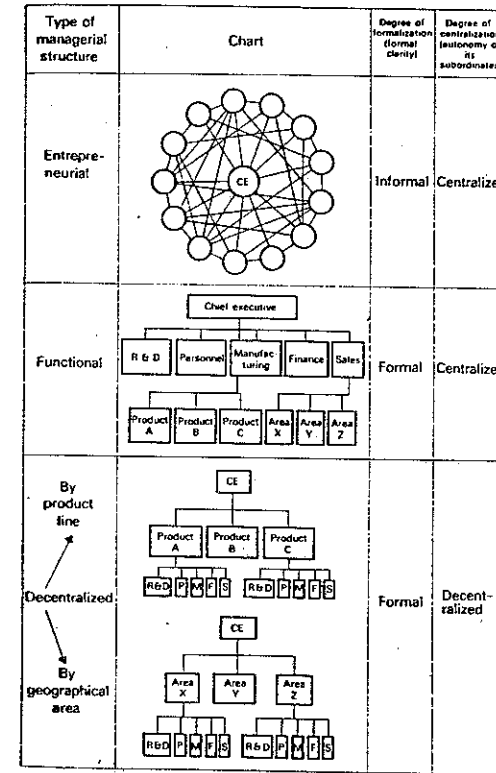 Type of
managerial
structure
Chart
Degree of
formalization
(formal
clarity)
Degree of
centralization
(autonomy o
its
subordinates
Entrepre-
neurial
CE
Informal
Centralize
Functional
Chief executive
R & D
Personnel
Manufac-
turing
Finance
Sales
Product
A
Product
B
Product
C
Area
X
Area
Y
Area
Z
Formal
Centralize
By
product
line
Decentralized
By
geographical
area
CE
Product
A
Product
B
Product
C
R&D P M F S
R&D P M F S
CE
Area
X
Area
Y
Area
Z
R&D P M F S
R&D P M F S
Formal
Decent-
ralized